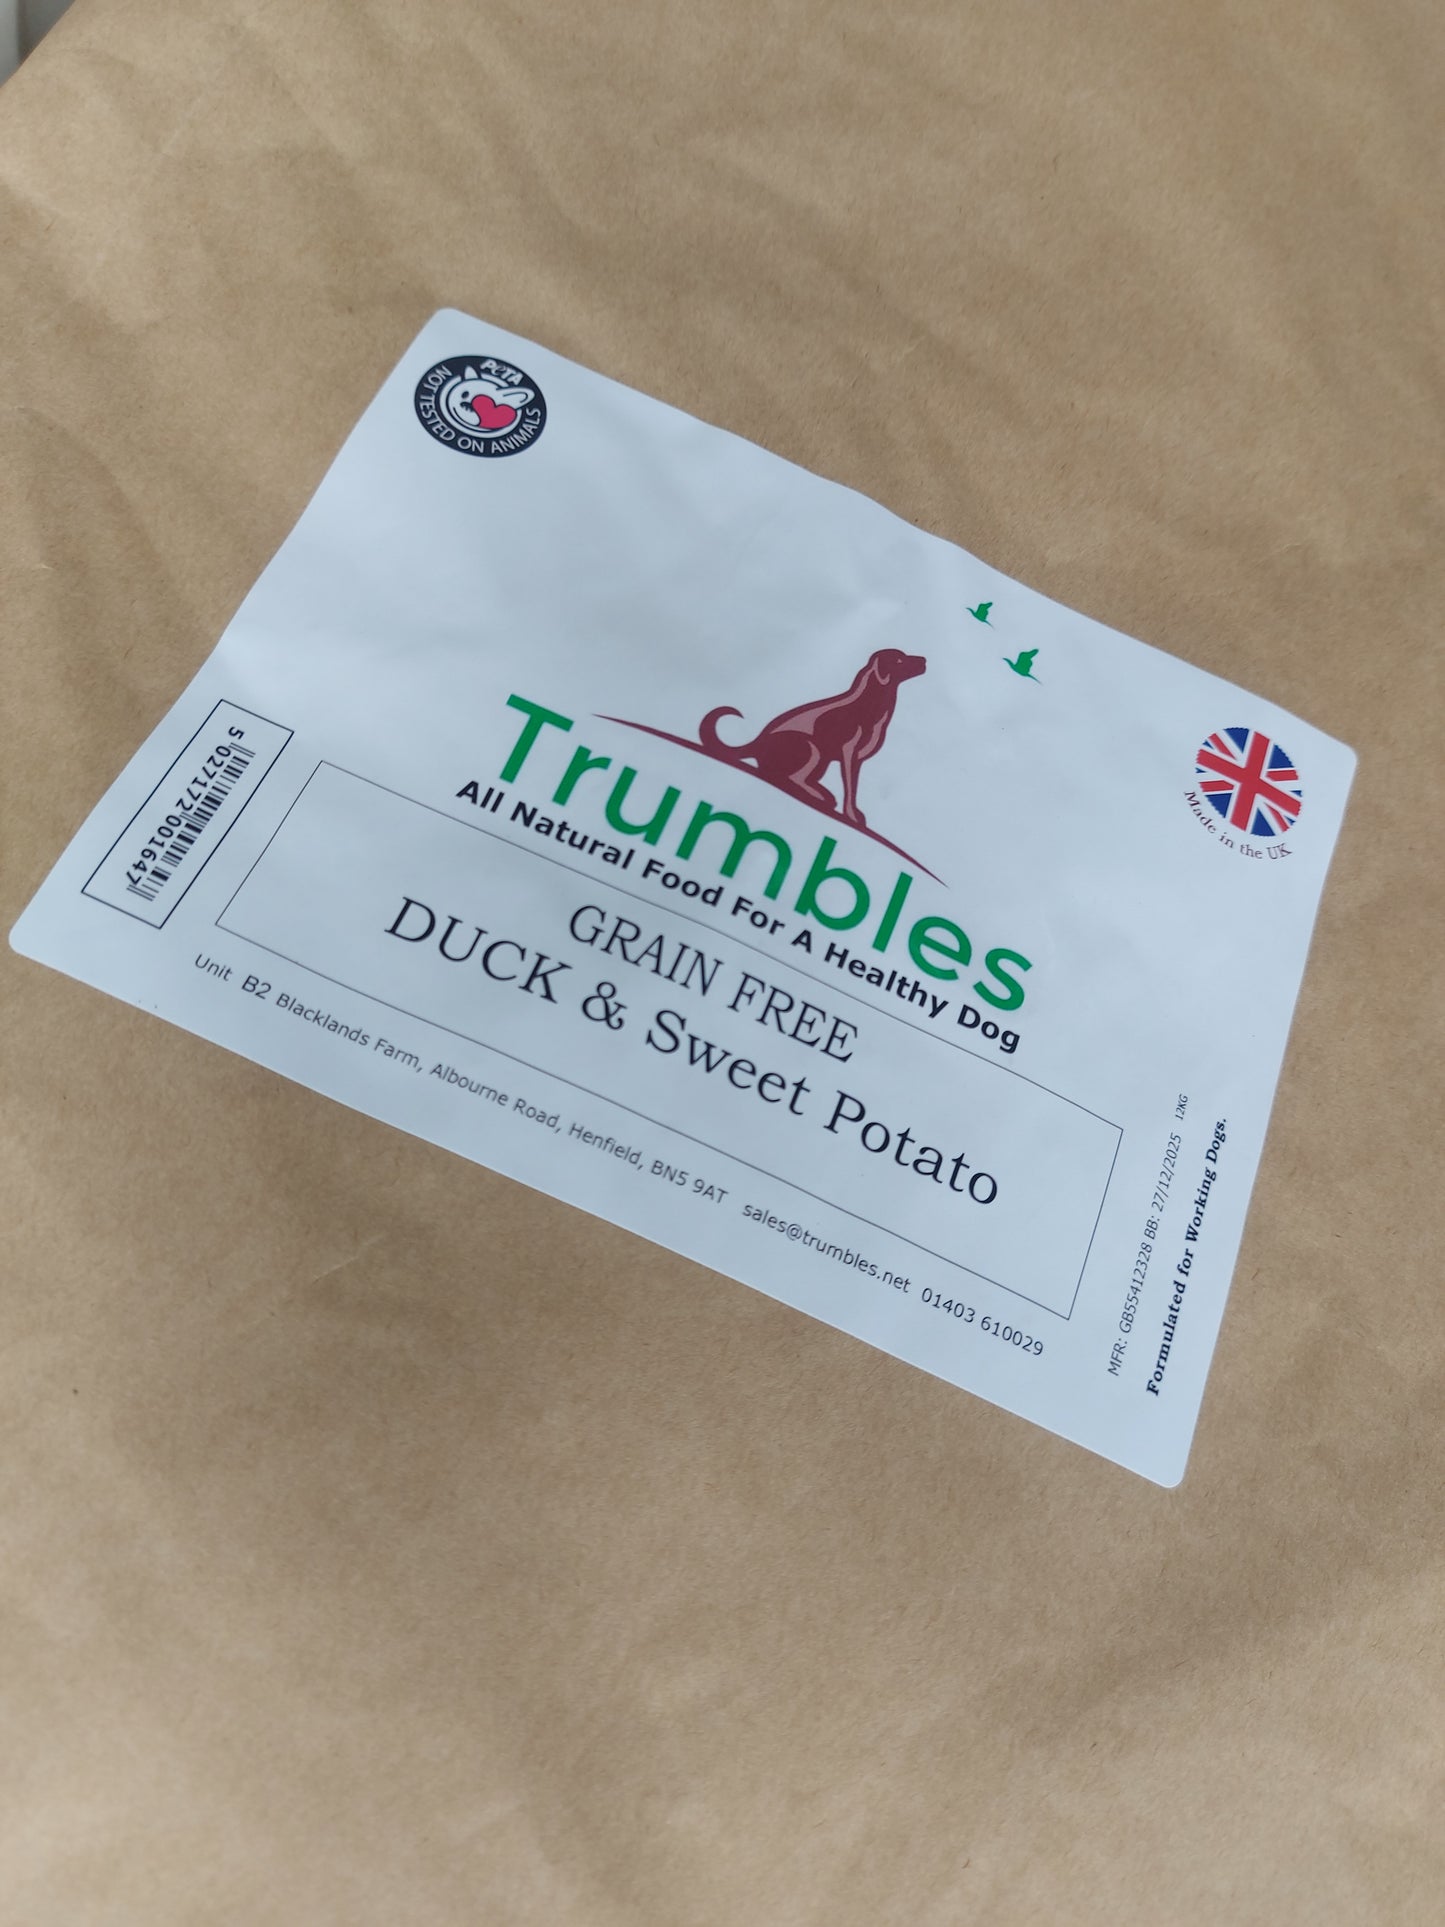 PETA
NOT TESTED ON ANIMALS
Trumbles
All Natural Food For A Healthy Dog
Made in the UK
GRAIN FREE
DUCK & Sweet Potato
5 027172 001647
Unit B2 Blacklands Farm, Albourne Road, Henfield, BN5 9AT sales@trumbles.net 01403 610029
MFR: GB55412328 BB: 27/12/2025 12KG
Formulated for Working Dogs.